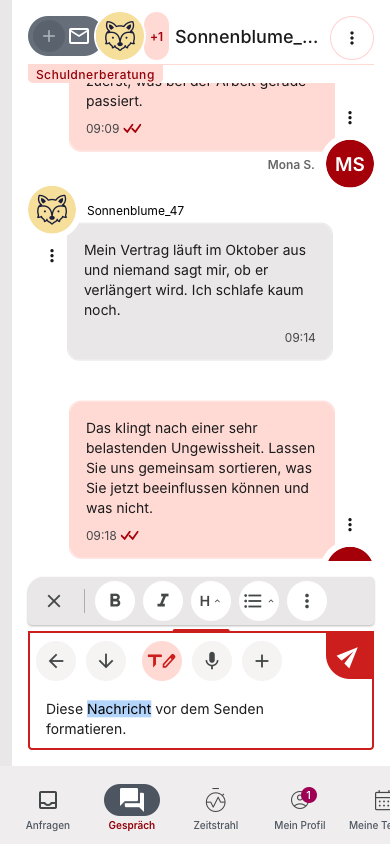 +1
Sonnenblume_...
Schuldnerberatung
zuerst, was bei der Arbeit gerade
passiert.
09:09
Mona S.
MS
Sonnenblume_47
Mein Vertrag läuft im Oktober aus
und niemand sagt mir, ob er
verlängert wird. Ich schlafe kaum
noch.
09:14
Das klingt nach einer sehr
belastenden Ungewissheit. Lassen
Sie uns gemeinsam sortieren, was
Sie jetzt beeinflussen können und
was nicht.
09:18
B I H
T
Diese Nachricht vor dem Senden
formatieren.
1
Anfragen Gespräch Zeitstrahl Mein Profil Meine Te